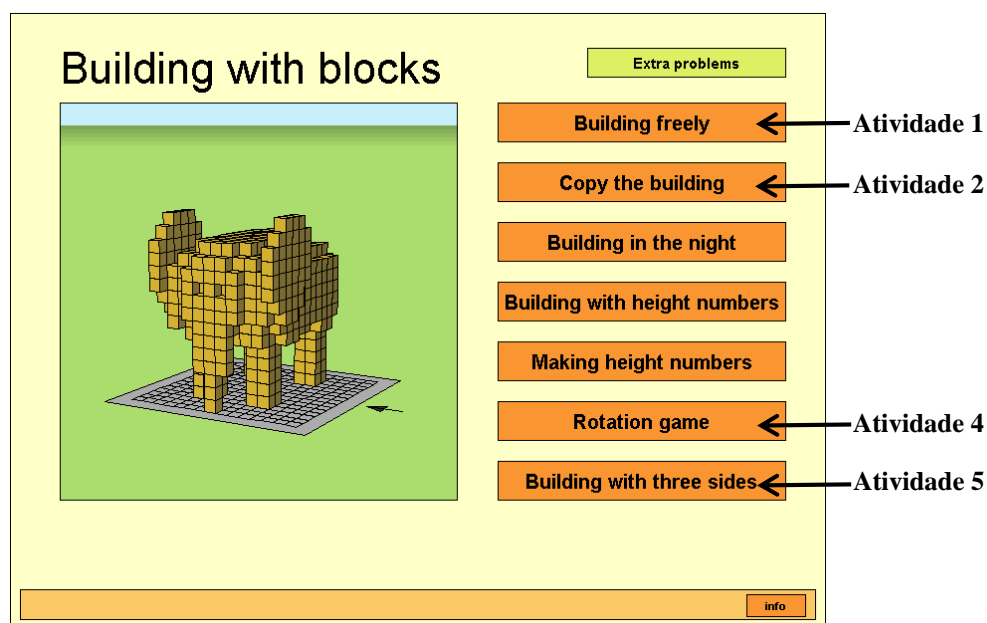 Building with blocks
Extra problems
Building freely
Atividade 1
Copy the building
Atividade 2
Building in the night
Building with height numbers
Making height numbers
Rotation game
Atividade 4
Building with three sides
Atividade 5
info